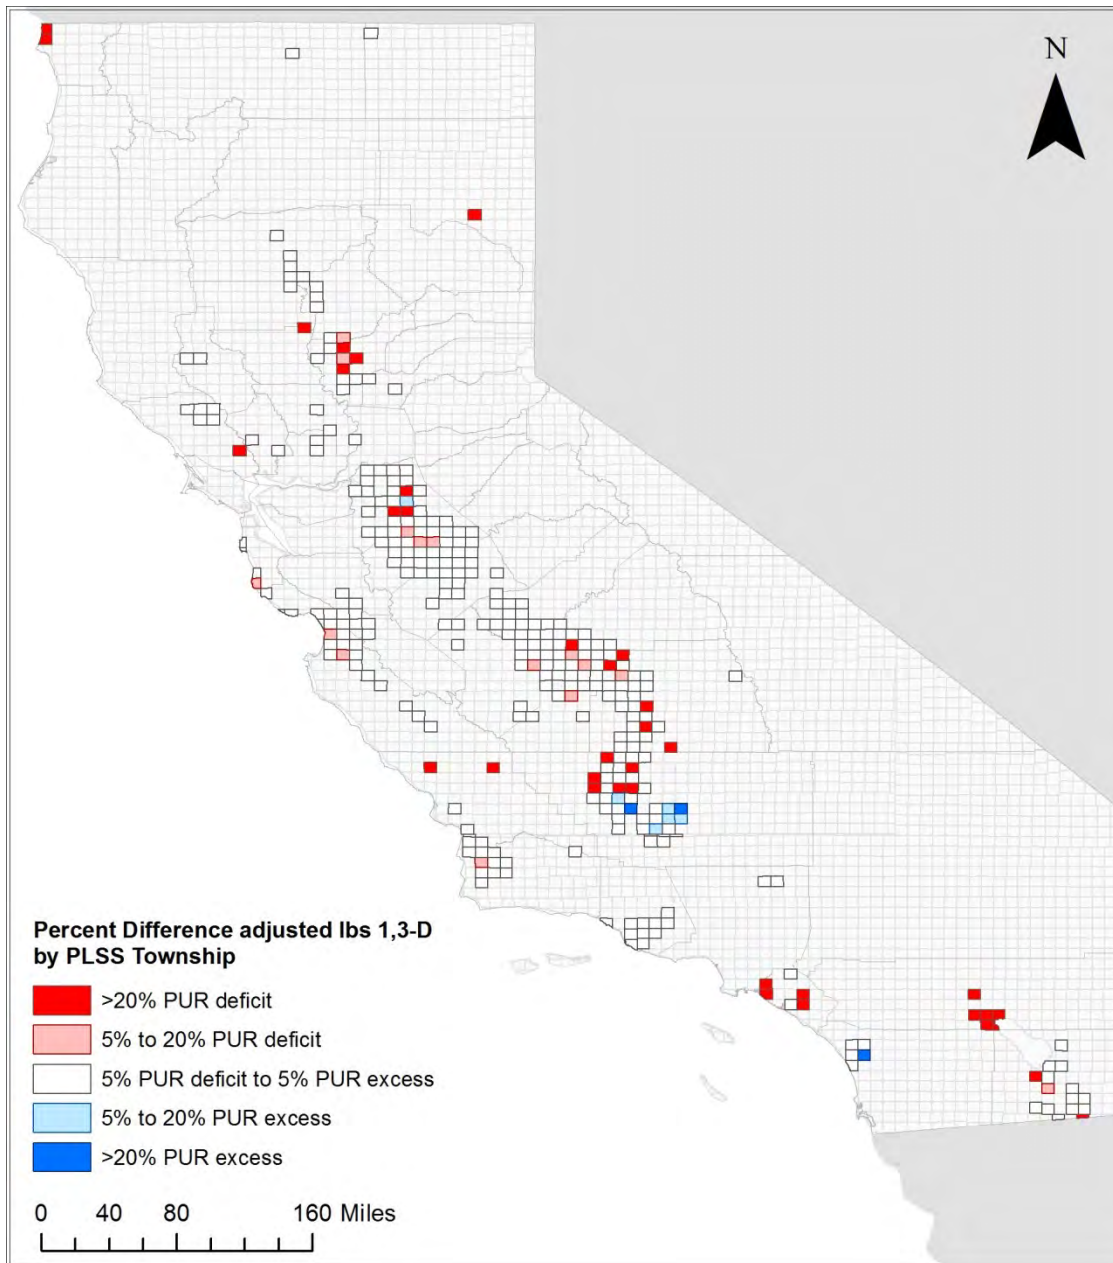 N
Percent Difference adjusted lbs 1,3-D
by PLSS Township
>20% PUR deficit
5% to 20% PUR deficit
5% PUR deficit to 5% PUR excess
5% to 20% PUR excess
>20% PUR excess
0 40 80 160 Miles